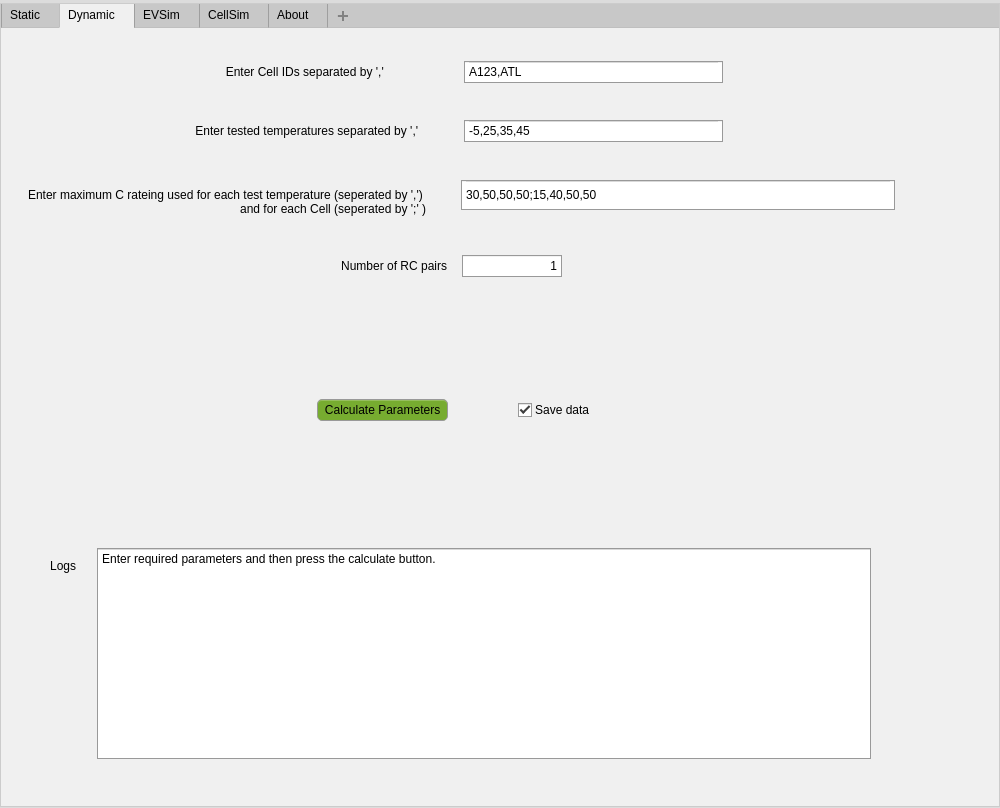 Static Dynamic EVSim CellSim About +
Enter Cell IDs separated by ',' A123,ATL
Enter tested temperatures separated by ',' -5,25,35,45
Enter maximum C rateing used for each test temperature (seperated by ',') 30,50,50,50;15,40,50,50
and for each Cell (seperated by ';' )
Number of RC pairs 1
Calculate Parameters Save data
Logs
Enter required parameters and then press the calculate button.